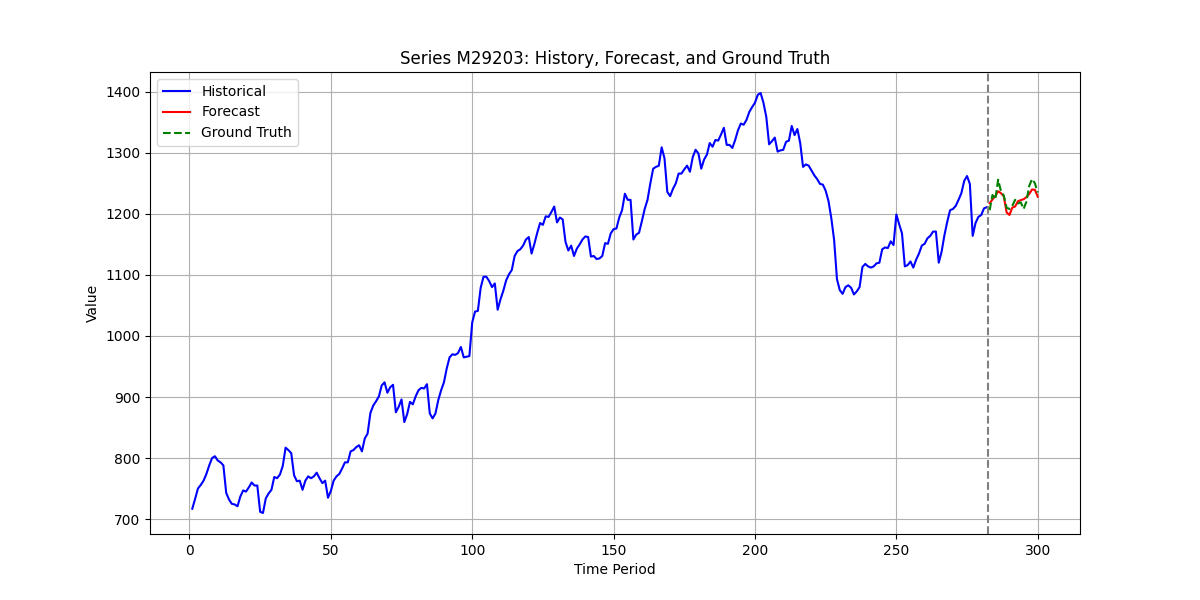 Series M29203: History, Forecast, and Ground Truth
Historical
Forecast
Ground Truth
1400
1300
1200
1100
1000
900
800
700
Value
0 50 100 150 200 250 300
Time Period